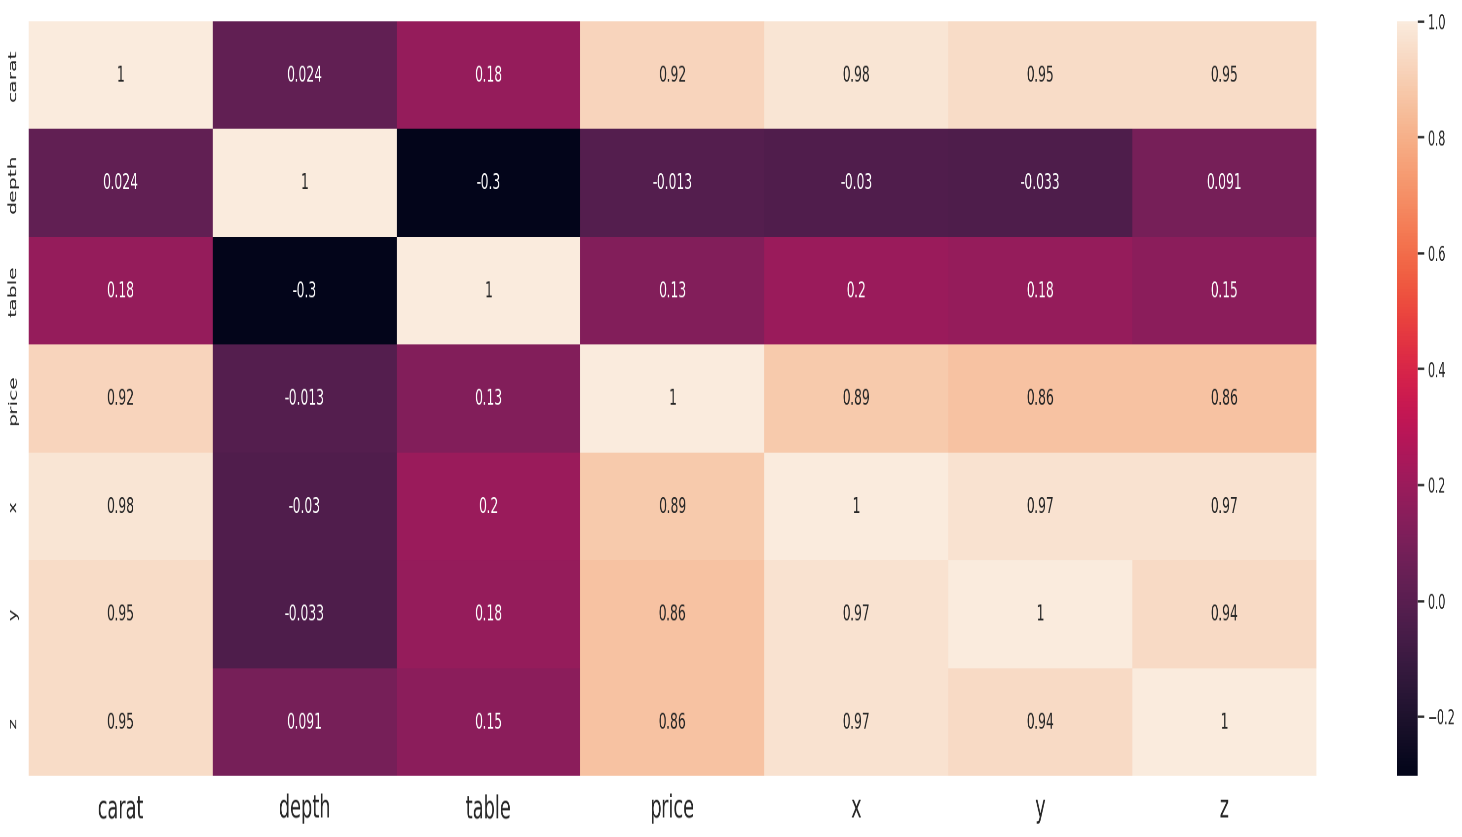 carat 1 0.024 0.18 0.92 0.98 0.95 0.95
depth 0.024 1 -0.3 -0.013 -0.03 -0.033 0.091
table 0.18 -0.3 1 0.13 0.2 0.18 0.15
price 0.92 -0.013 0.13 1 0.89 0.86 0.86
x 0.98 -0.03 0.2 0.89 1 0.97 0.97
y 0.95 -0.033 0.18 0.86 0.97 1 0.94
z 0.95 0.091 0.15 0.86 0.97 0.94 1
carat depth table price x y z
1.0
0.8
0.6
0.4
0.2
0.0
−0.2